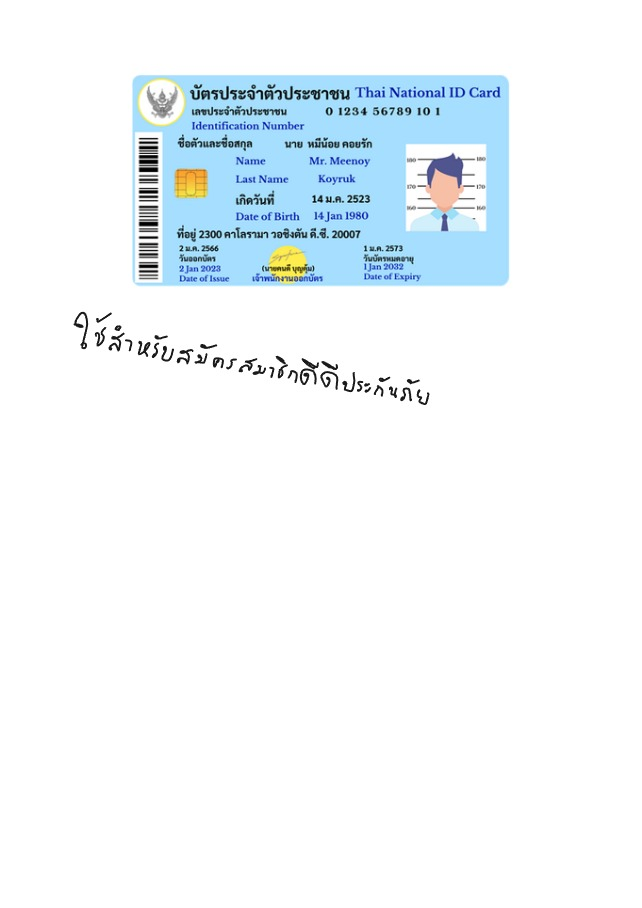 บัตรประจำตัวประชาชน Thai National ID Card
เลขประจำตัวประชาชน 0 1234 56789 10 1
Identification Number
ชื่อตัวและชื่อสกุล นาย หมีน้อย คอยรัก
Name Mr. Meenoy
Last Name Koyruk
เกิดวันที่ 14 ม.ค. 2523
Date of Birth 14 Jan 1980
ที่อยู่ 2300 คาโลรามา วอชิงตัน ดี.ซี. 20007
2 ม.ค. 2566 1 ม.ค. 2573
วันออกบัตร วันบัตรหมดอายุ
2 Jan 2023 (นายคนดี บุญคุ้ม) 1 Jan 2032
Date of Issue เจ้าพนักงานออกบัตร Date of Expiry
180 180
170 170
160 160
ใช้สำหรับสมัครสมาชิกดีดีประกันภัย